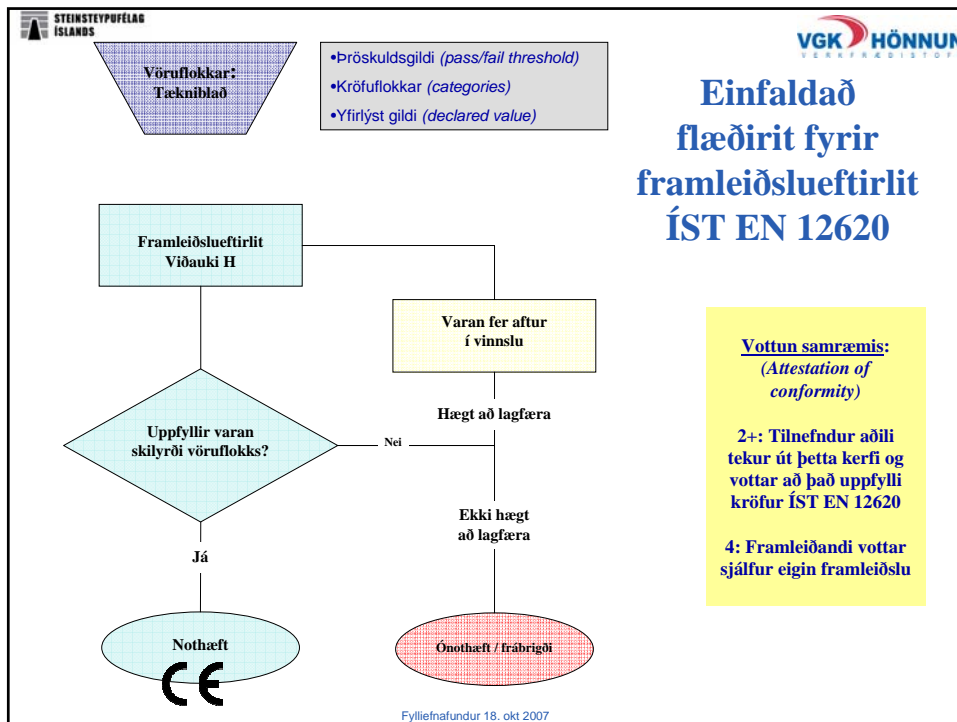 STEINSTEYPUFÉLAG
ÍSLANDS
VGK HÖNNUN
VERKFRÆÐISTOF
Vöruflokkar:
Tækniblað
•Þröskuldsgildi (pass/fail threshold)
•Kröfuflokkar (categories)
•Yfirlýst gildi (declared value)
Einfaldað
flæðirit fyrir
framleiðslueftirlit
ÍST EN 12620
Framleiðslueftirlit
Viðauki H
Varan fer aftur
í vinnslu
Hægt að lagfæra
Uppfyllir varan
skilyrði vöruflokks?
Nei
Ekki hægt
að lagfæra
Já
Nothæft
CE
Ónothæft / frábrigði
Vottun samræmis:
(Attestation of
conformity)
2+: Tilnefndur aðili
tekur út þetta kerfi og
vottar að það uppfylli
kröfur ÍST EN 12620
4: Framleiðandi vottar
sjálfur eigin framleiðslu
Fylliefnafundur 18. okt 2007